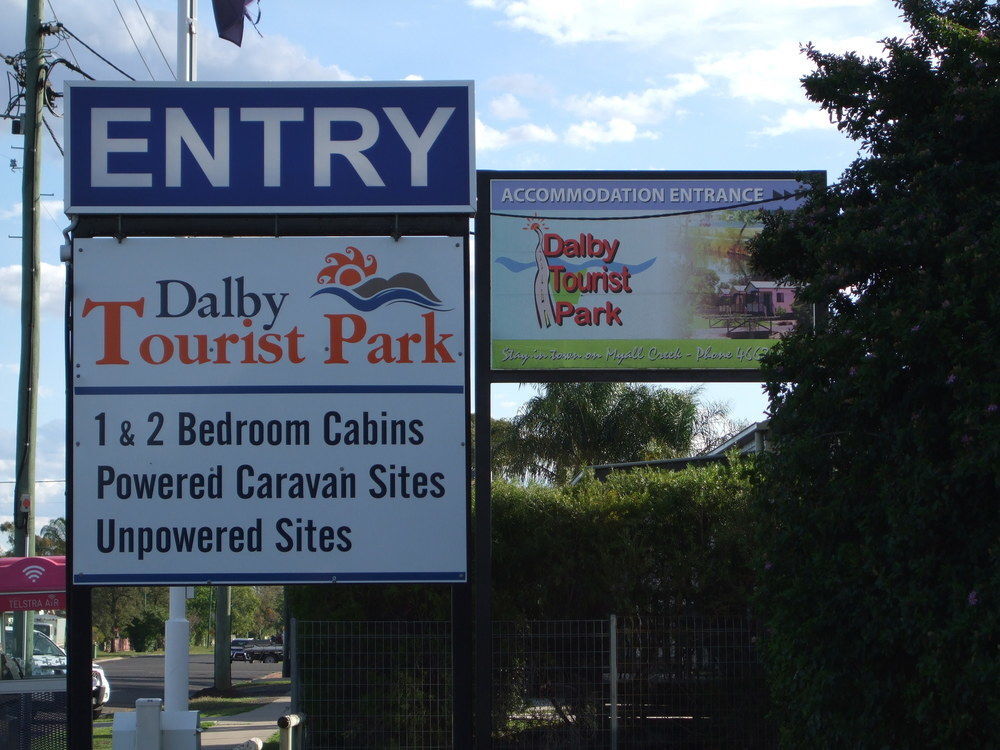 ENTRY
Dalby
Tourist Park
1 & 2 Bedroom Cabins
Powered Caravan Sites
Unpowered Sites
ACCOMMODATION ENTRANCE
Dalby
Tourist
Park
Stay in town on Myall Creek - Phone
TELSTRA AIR